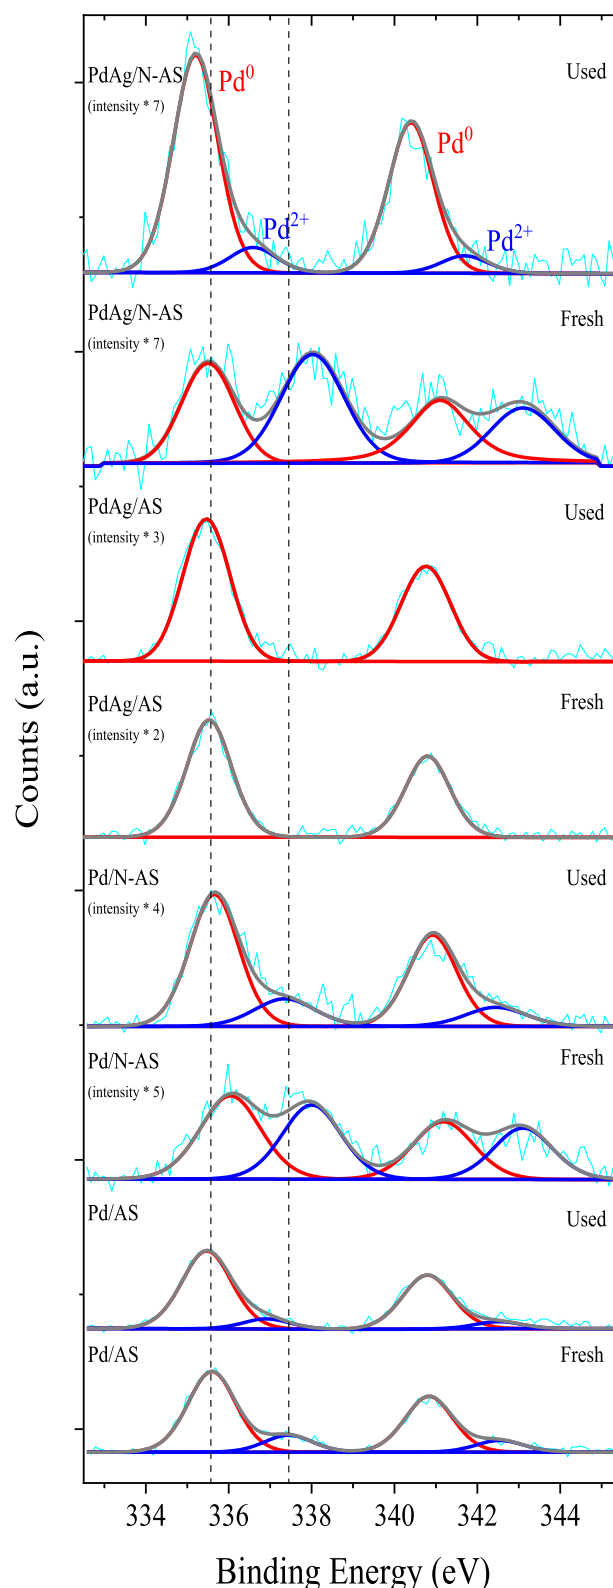 PdAg/N-AS
(intensity * 7)
Used
Pd⁰
Pd⁰
Pd²⁺
Pd²⁺
PdAg/N-AS
(intensity * 7)
Fresh
PdAg/AS
(intensity * 3)
Used
PdAg/AS
(intensity * 2)
Fresh
Pd/N-AS
(intensity * 4)
Used
Pd/N-AS
(intensity * 5)
Fresh
Pd/AS
Used
Pd/AS
Fresh
Counts (a.u.)
334 336 338 340 342 344
Binding Energy (eV)